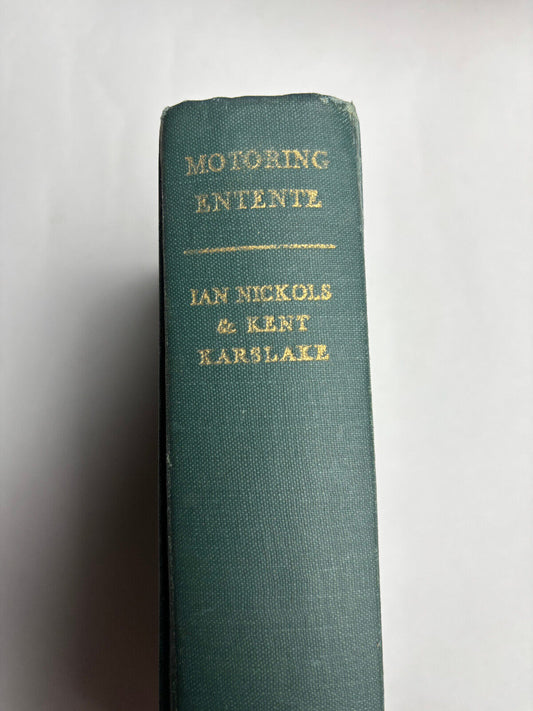 MOTORING
ENTENTE
IAN NICKOLS
& KENT
KARSLAKE